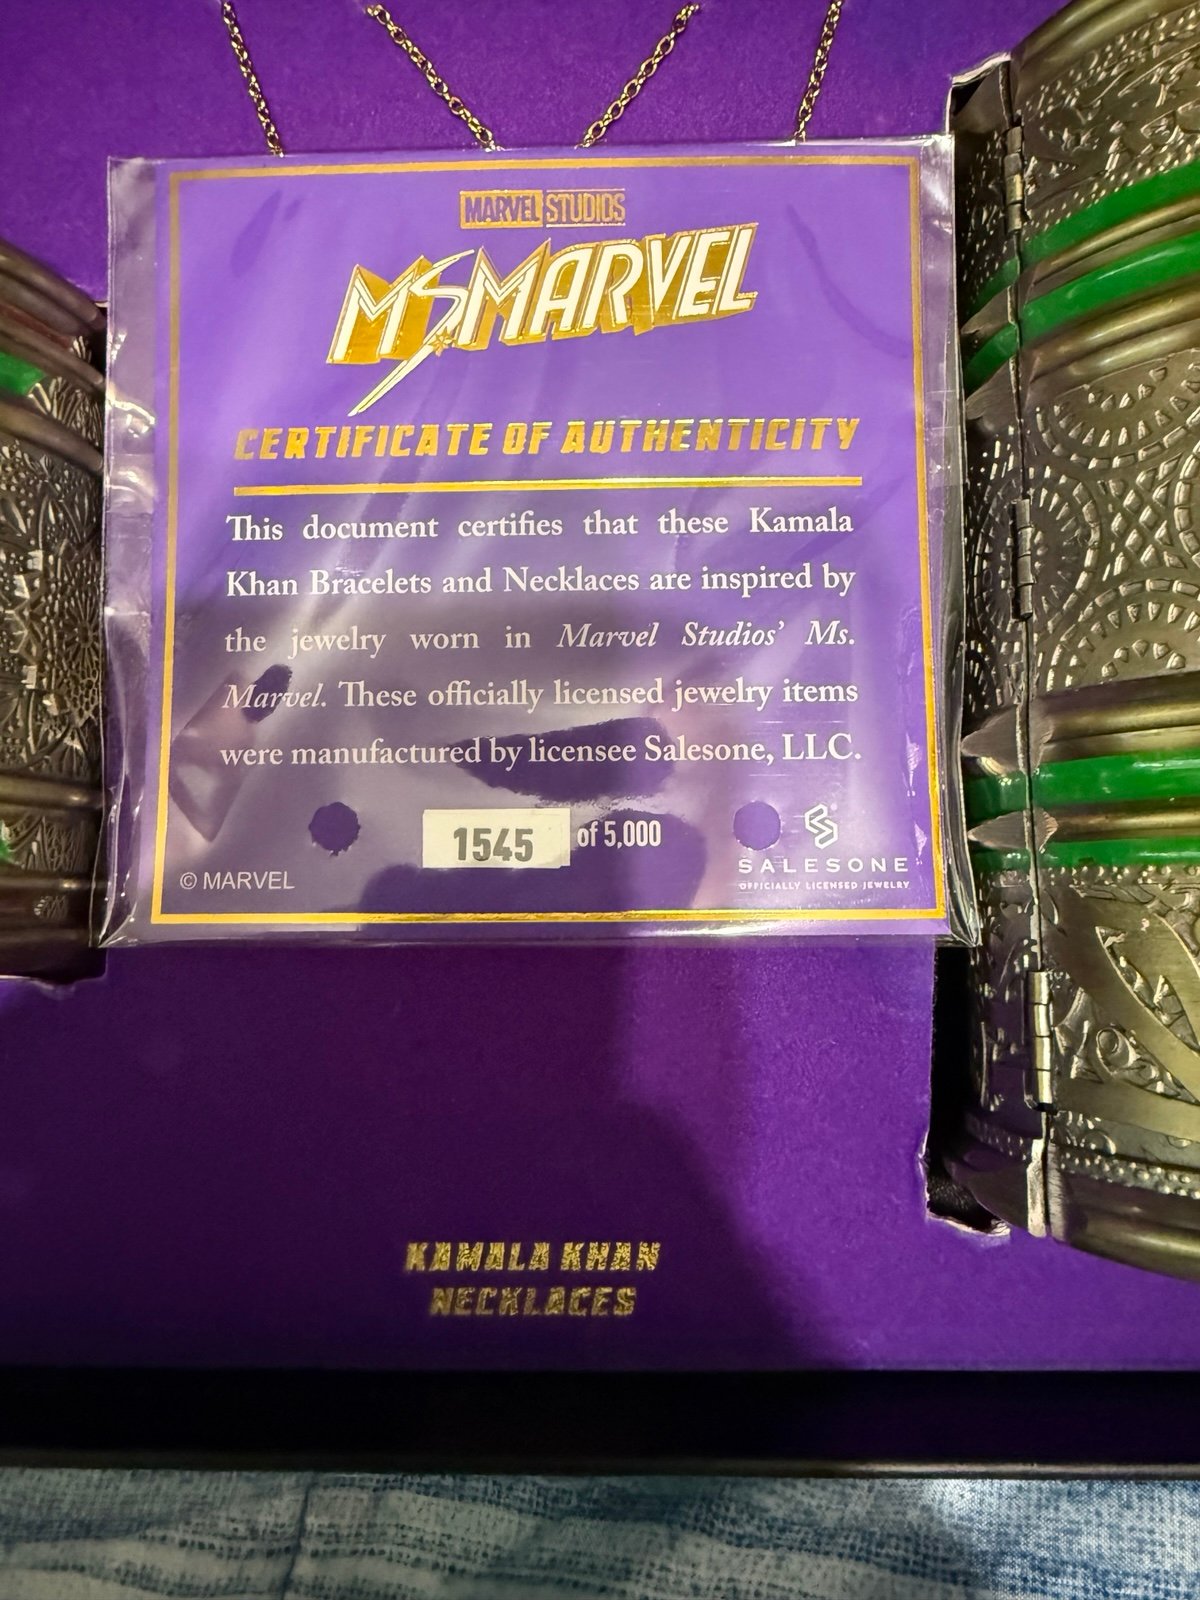 MARVEL STUDIOS
MS MARVEL
CERTIFICATE OF AUTHENTICITY
This document certifies that these Kamala
Khan Bracelets and Necklaces are inspired by
the jewelry worn in Marvel Studios' Ms.
Marvel. These officially licensed jewelry items
were manufactured by licensee Salesone, LLC.
1545 of 5,000
SALESONE
OFFICIALLY LICENSED JEWELRY
© MARVEL
KAMALA KHAN
NECKLACES